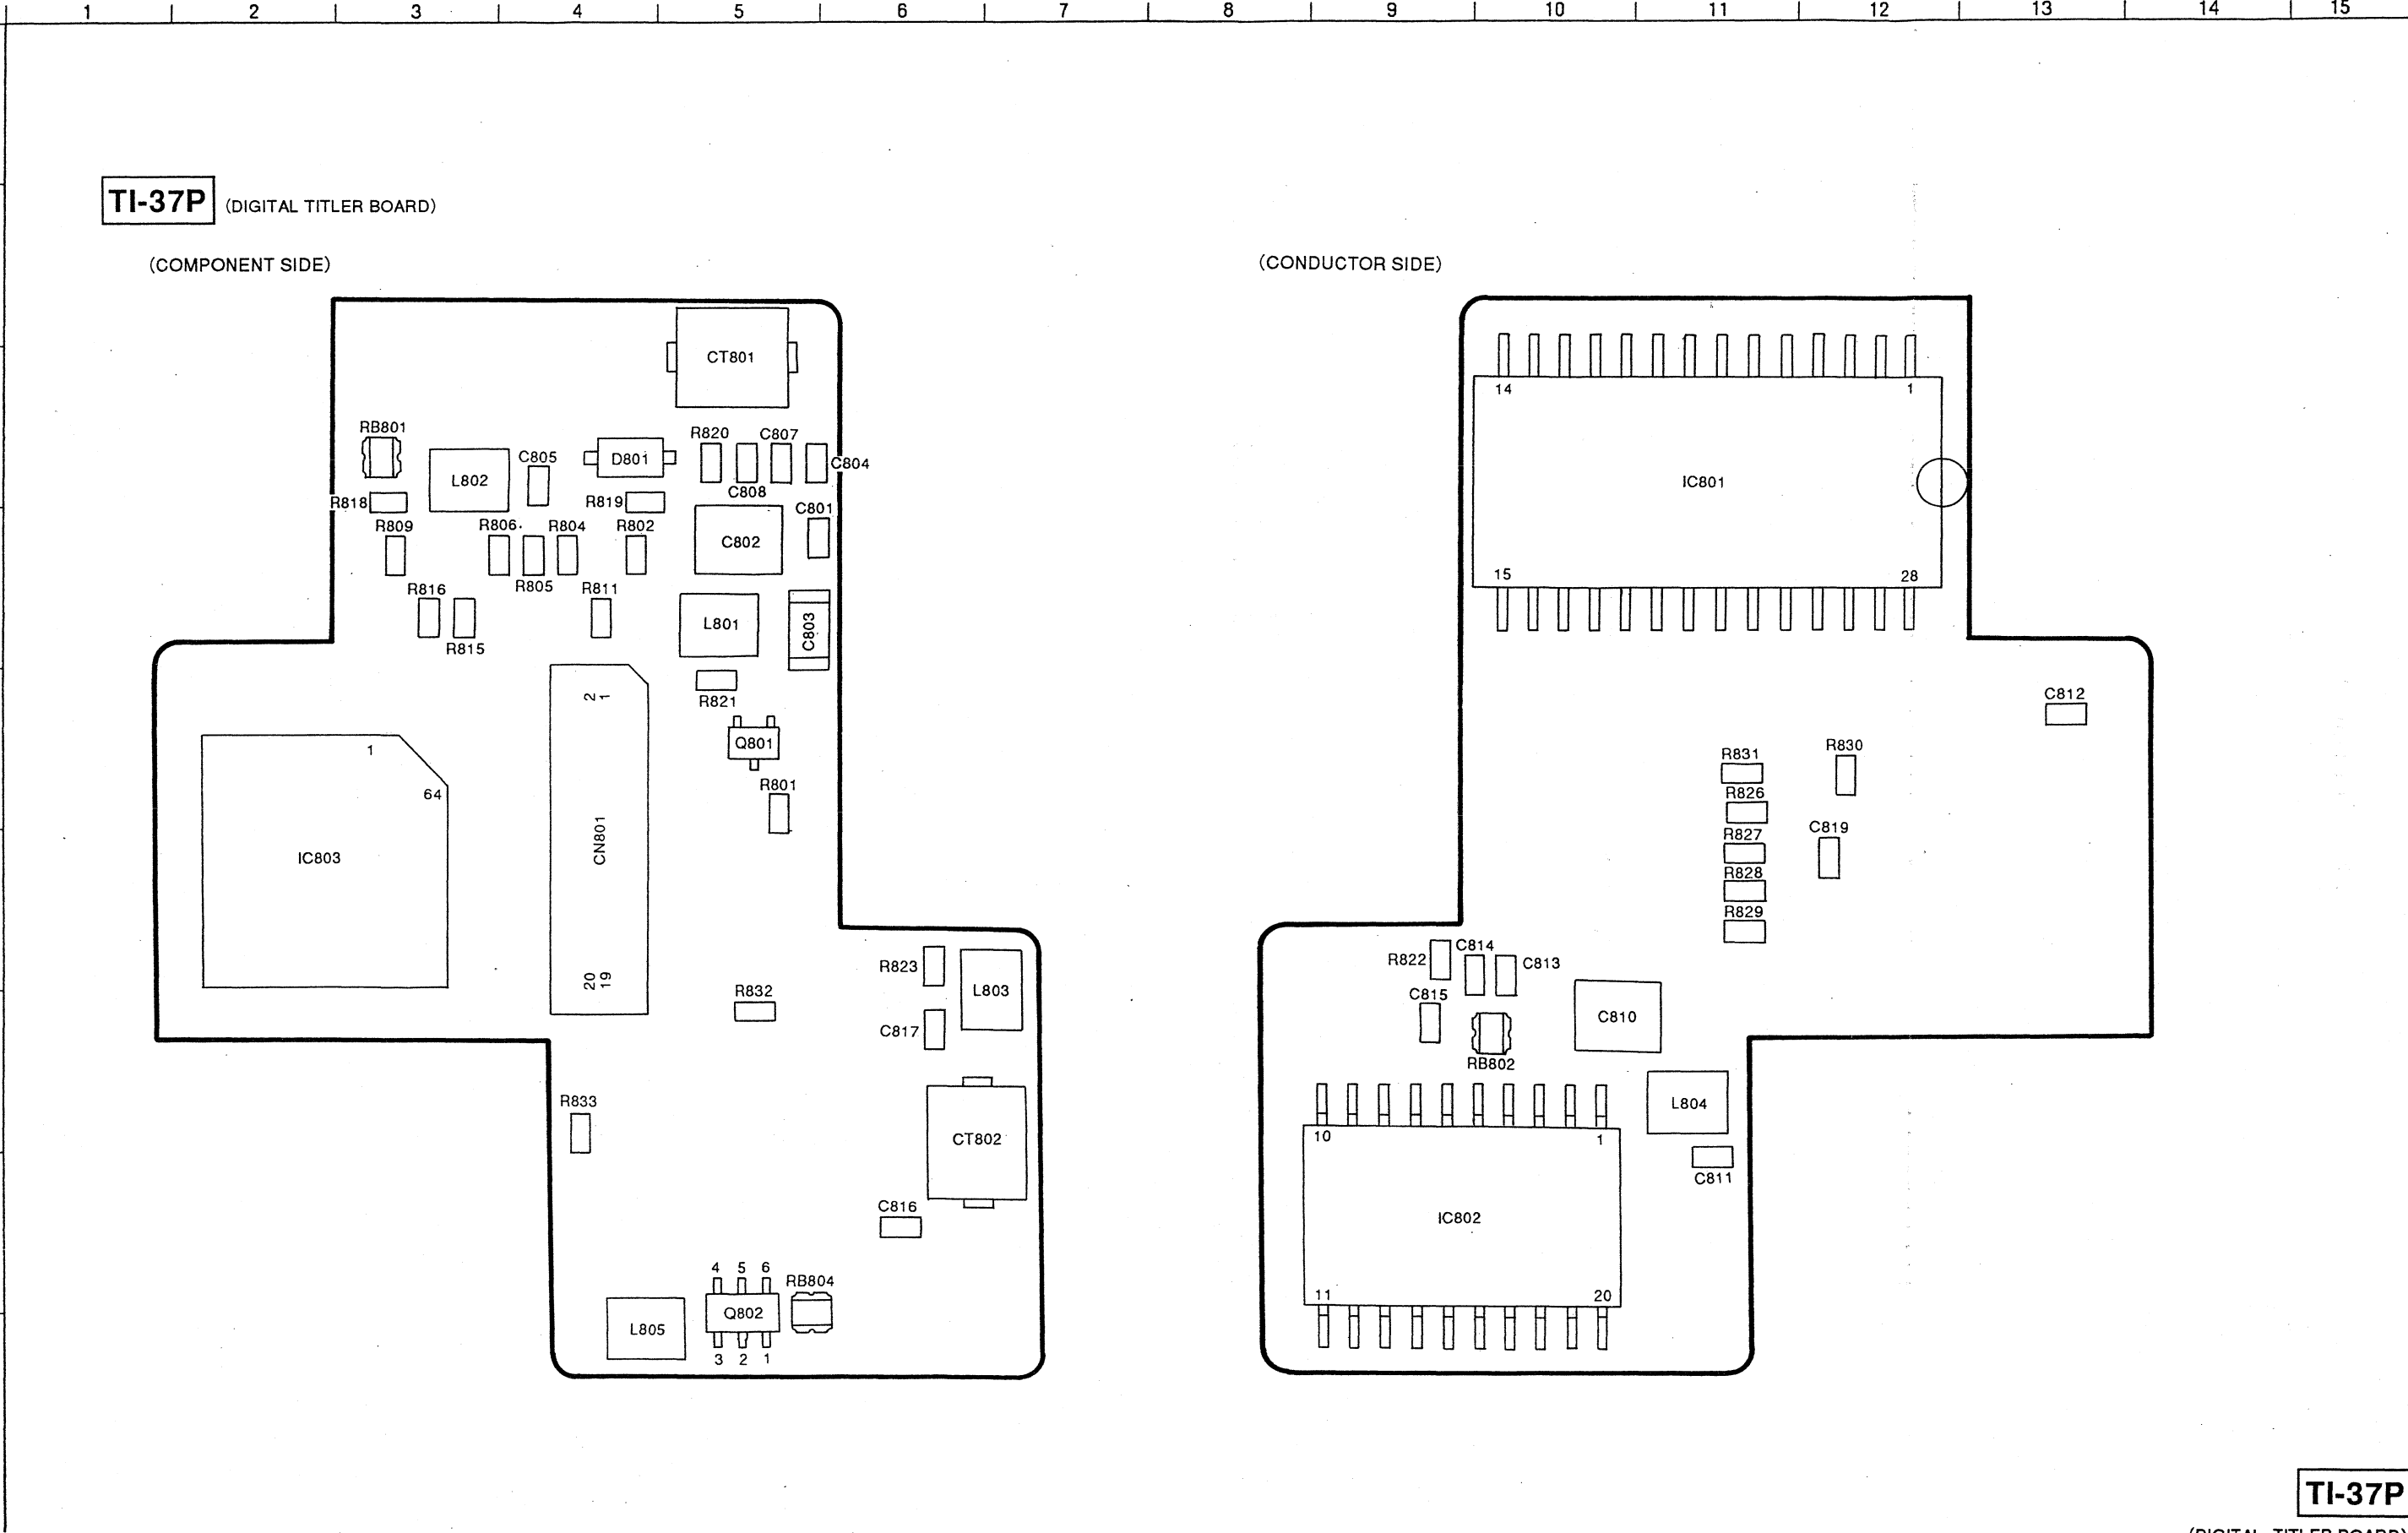 1 2 3 4 5 6 7 8 9 10 11 12 13 14 15
TI-37P (DIGITAL TITLER BOARD)
(COMPONENT SIDE)
CT801
RB801
R820
C807
L802
C805
D801
C804
C808
R818
R819
C801
R809
R806
R804
R802
C802
R805
R816
R811
L801
C803
R815
2 1
R821
Q801
1
64
R801
IC803
CN801
20 19
R823
L803
R832
C817
R833
CT802
C816
4 5 6
RB804
L805
Q802
3 2 1
(CONDUCTOR SIDE)
14 1
IC801
15 28
C812
R831
R830
R826
R827
C819
R828
R829
R822
C814
C813
C815
C810
RB802
L804
10 1
C811
IC802
11 20
TI-37P
(DIGITAL TITLER BOARD)